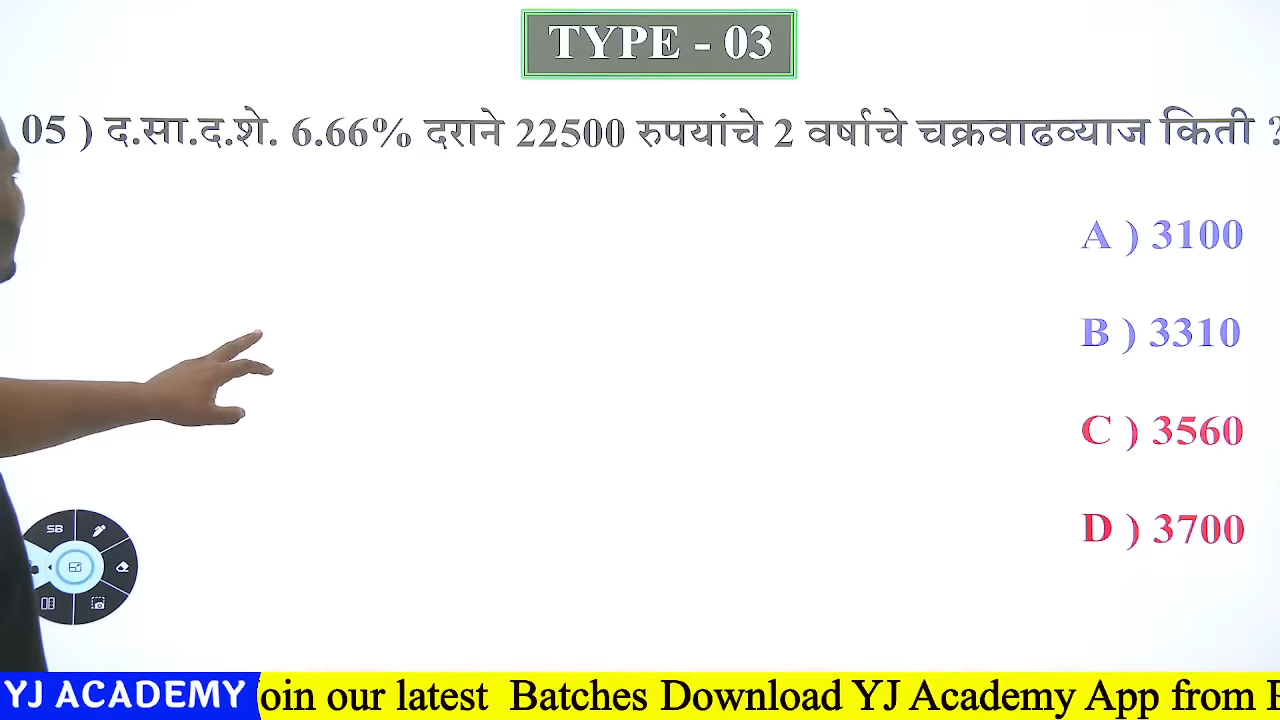 TYPE - 03
05 ) द.सा.द.शे. 6.66% दराने 22500 रुपयांचे 2 वर्षाचे चक्रवाढव्याज किती ?
A ) 3100
B ) 3310
C ) 3560
D ) 3700
SB
YJ ACADEMY oin our latest Batches Download YJ Academy App from